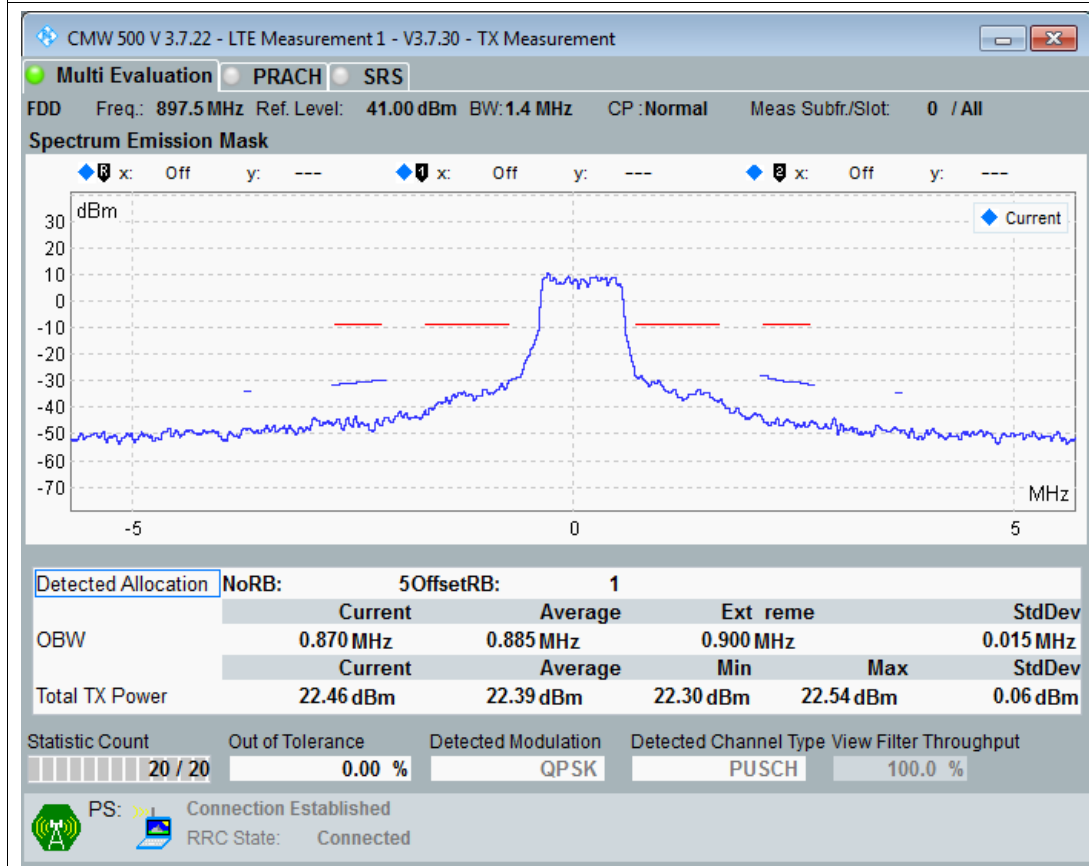 CMW 500 V 3.7.22 - LTE Measurement 1 - V3.7.30 - TX Measurement
Multi Evaluation PRACH SRS
FDD Freq.: 897.5 MHz Ref. Level: 41.00 dBm BW: 1.4 MHz CP : Normal Meas Subfr./Slot: 0 / All
Spectrum Emission Mask
R x: Off y: --- 1 x: Off y: --- 2 x: Off y: ---
dBm
Current
30
20
10
0
-10
-20
-30
-40
-50
-60
-70
MHz
-5 0 5
Detected Allocation NoRB: 5 OffsetRB: 1
Current Average Ext reme StdDev
OBW 0.870 MHz 0.885 MHz 0.900 MHz 0.015 MHz
Current Average Min Max StdDev
Total TX Power 22.46 dBm 22.39 dBm 22.30 dBm 22.54 dBm 0.06 dBm
Statistic Count Out of Tolerance Detected Modulation Detected Channel Type View Filter Throughput
20 / 20 0.00 % QPSK PUSCH 100.0 %
PS: Connection Established
RRC State: Connected